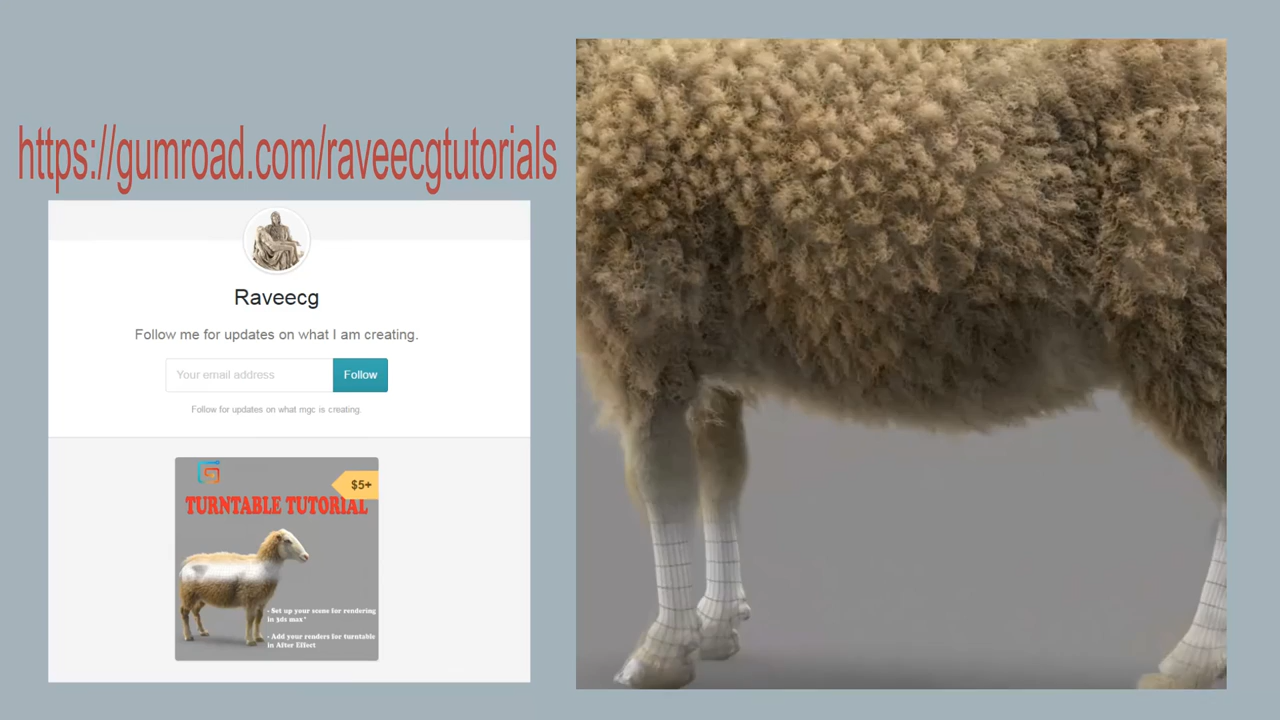 https://gumroad.com/raveecgtutorials
Raveecg
Follow me for updates on what I am creating.
Your email address
Follow
Follow for updates on what mgc is creating.
$5+
TURNTABLE TUTORIAL
- Set up your scene for rendering
in 3ds max*
- Add your renders for turntable
in After Effect